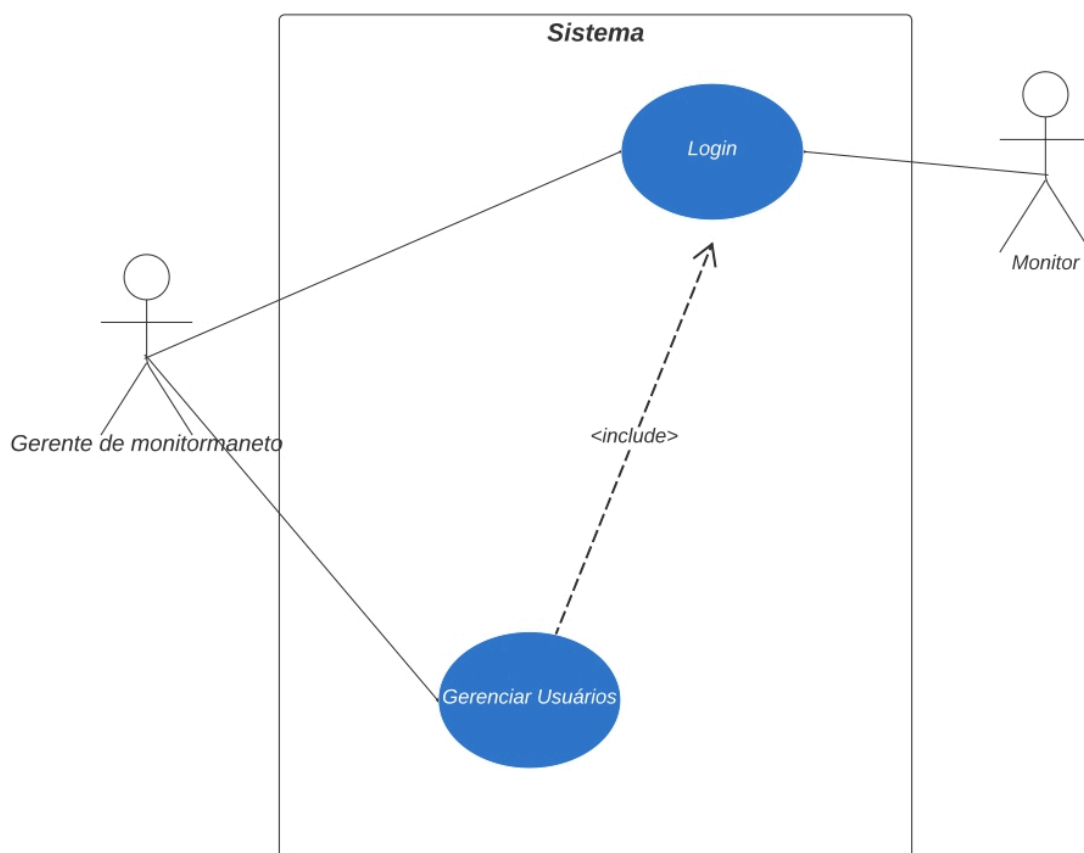 Sistema
Login
Monitor
Gerente de monitormaneto
<include>
Gerenciar Usuários